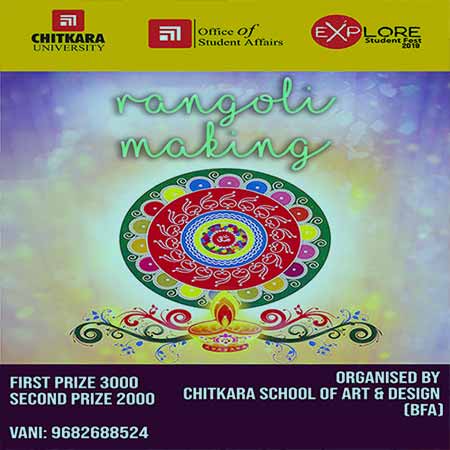 CHITKARA
UNIVERSITY
Office of
Student Affairs
EXPLORE
Student Fest
2018
rangoli
making
FIRST PRIZE 3000
SECOND PRIZE 2000
VANI: 9682688524
ORGANISED BY
CHITKARA SCHOOL OF ART & DESIGN
(BFA)